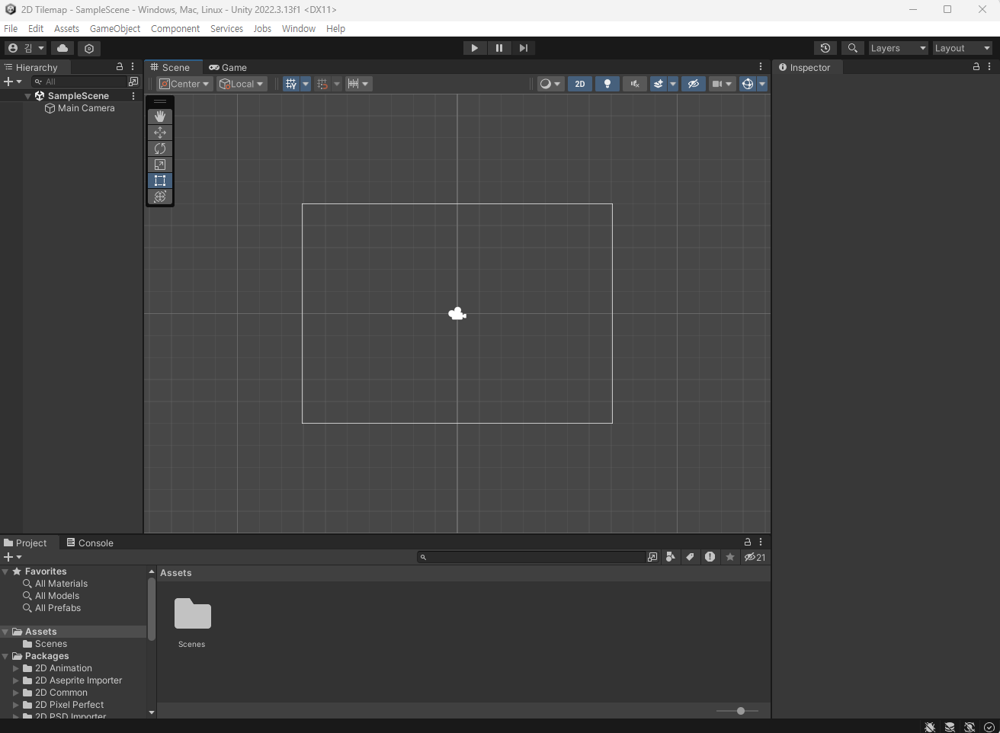 2D Tilemap - SampleScene - Windows, Mac, Linux - Unity 2022.3.13f1 <DX11>
File Edit Assets GameObject Component Services Jobs Window Help
김
Layers
Layout
Hierarchy
All
SampleScene
Main Camera
Scene
Game
Center
Local
2D
Inspector
Project
Console
21
Favorites
All Materials
All Models
All Prefabs
Assets
Scenes
Packages
2D Animation
2D Aseprite Importer
2D Common
2D Pixel Perfect
2D PSD Importer
Assets
Scenes